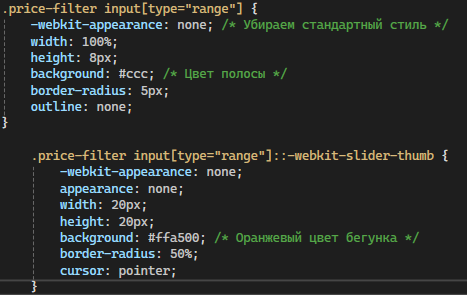 .price-filter input[type="range"] {
-webkit-appearance: none; /* Убираем стандартный стиль */
width: 100%;
height: 8px;
background: #ccc; /* Цвет полосы */
border-radius: 5px;
outline: none;
}
.price-filter input[type="range"]::-webkit-slider-thumb {
-webkit-appearance: none;
appearance: none;
width: 20px;
height: 20px;
background: #ffa500; /* Оранжевый цвет бегунка */
border-radius: 50%;
cursor: pointer;
}